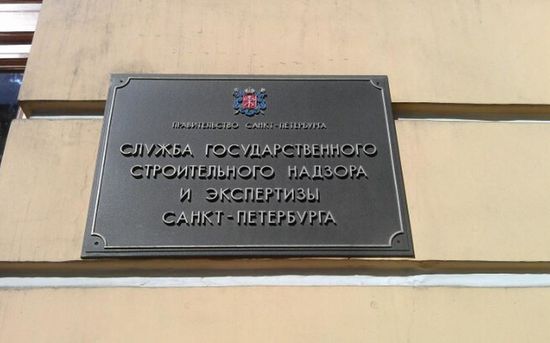 ПРАВИТЕЛЬСТВО САНКТ-ПЕТЕРБУРГА
СЛУЖБА ГОСУДАРСТВЕННОГО
СТРОИТЕЛЬНОГО НАДЗОРА
И ЭКСПЕРТИЗЫ
САНКТ-ПЕТЕРБУРГА